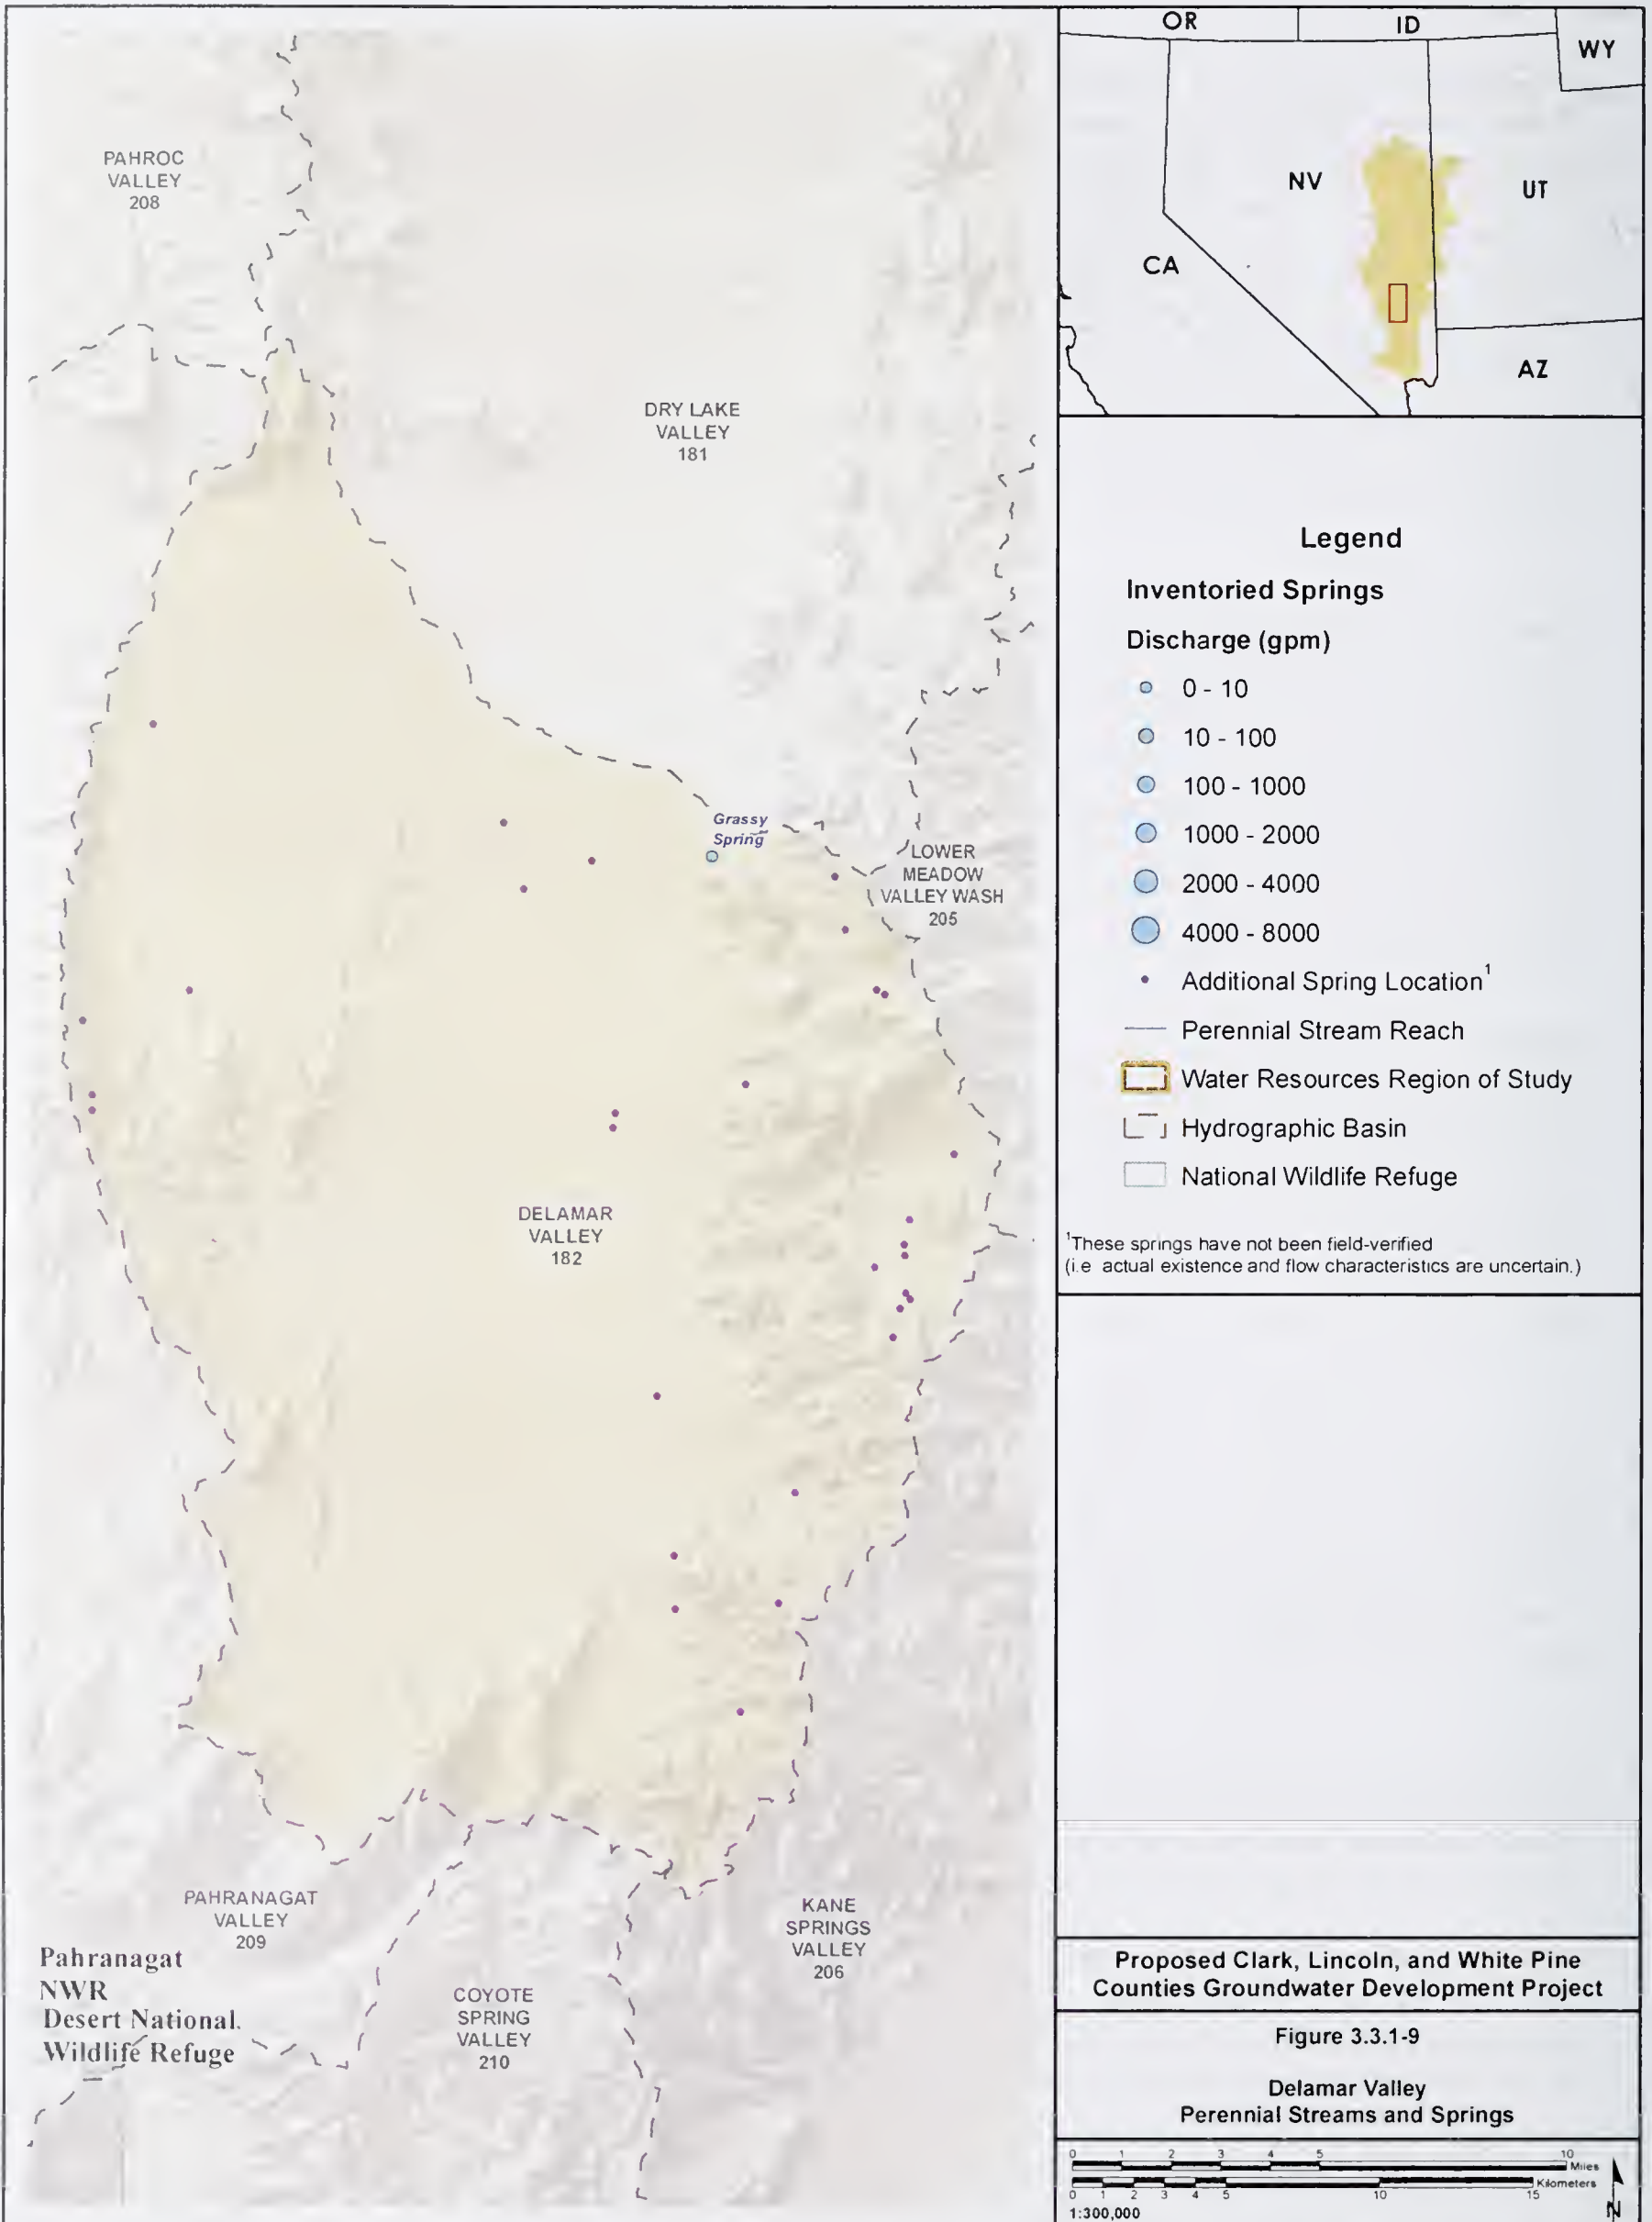 PAHROC
VALLEY
208
DRY LAKE
VALLEY
181
Grassy
Spring
LOWER
MEADOW
VALLEY WASH
205
DELAMAR
VALLEY
182
PAHRANAGAT
VALLEY
209
Pahranagat
NWR
Desert National
Wildlife Refuge
COYOTE
SPRING
VALLEY
210
KANE
SPRINGS
VALLEY
206
OR
ID
WY
NV
UT
CA
AZ
Legend
Inventoried Springs
Discharge (gpm)
0 - 10
10 - 100
100 - 1000
1000 - 2000
2000 - 4000
4000 - 8000
Additional Spring Location1
Perennial Stream Reach
Water Resources Region of Study
Hydrographic Basin
National Wildlife Refuge
1These springs have not been field-verified
(i.e actual existence and flow characteristics are uncertain.)
Proposed Clark, Lincoln, and White Pine
Counties Groundwater Development Project
Figure 3.3.1-9
Delamar Valley
Perennial Streams and Springs
0 1 2 3 4 5 10
Miles
Kilometers
0 1 2 3 4 5 10 15
1:300,000
N